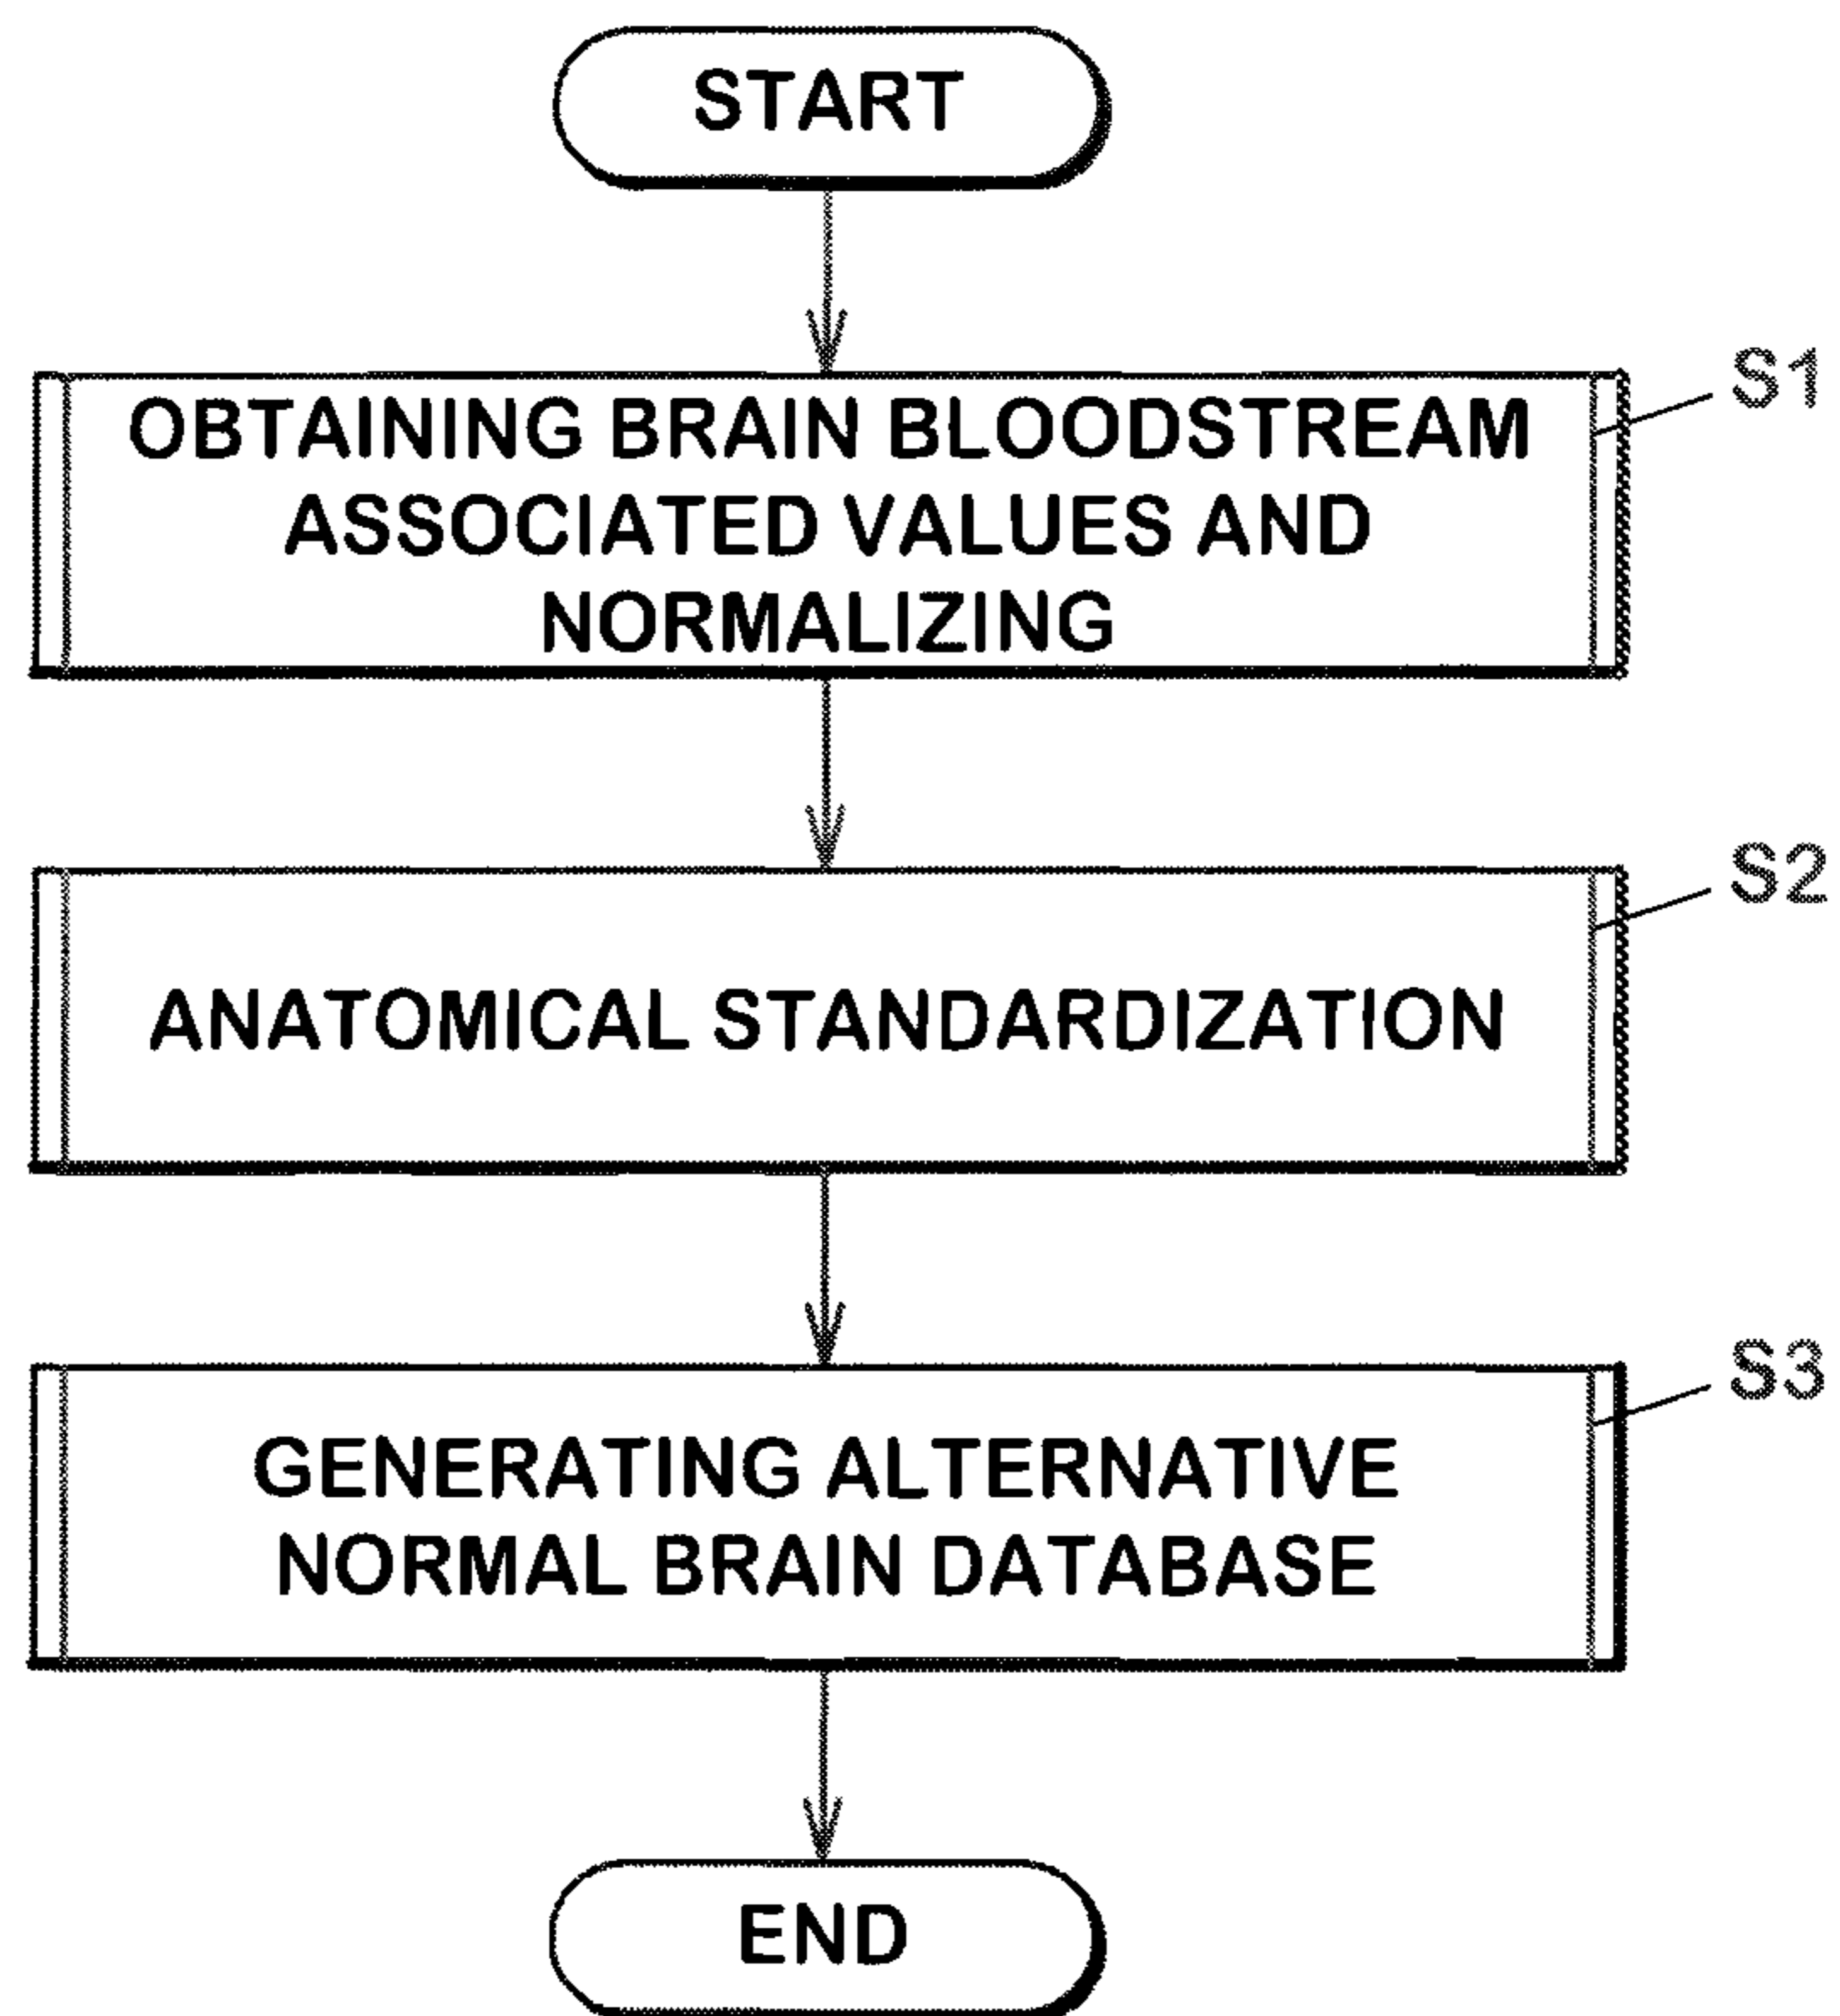 START
S1
OBTAINING BRAIN BLOODSTREAM
ASSOCIATED VALUES AND
NORMALIZING
S2
ANATOMICAL STANDARDIZATION
S3
GENERATING ALTERNATIVE
NORMAL BRAIN DATABASE
END